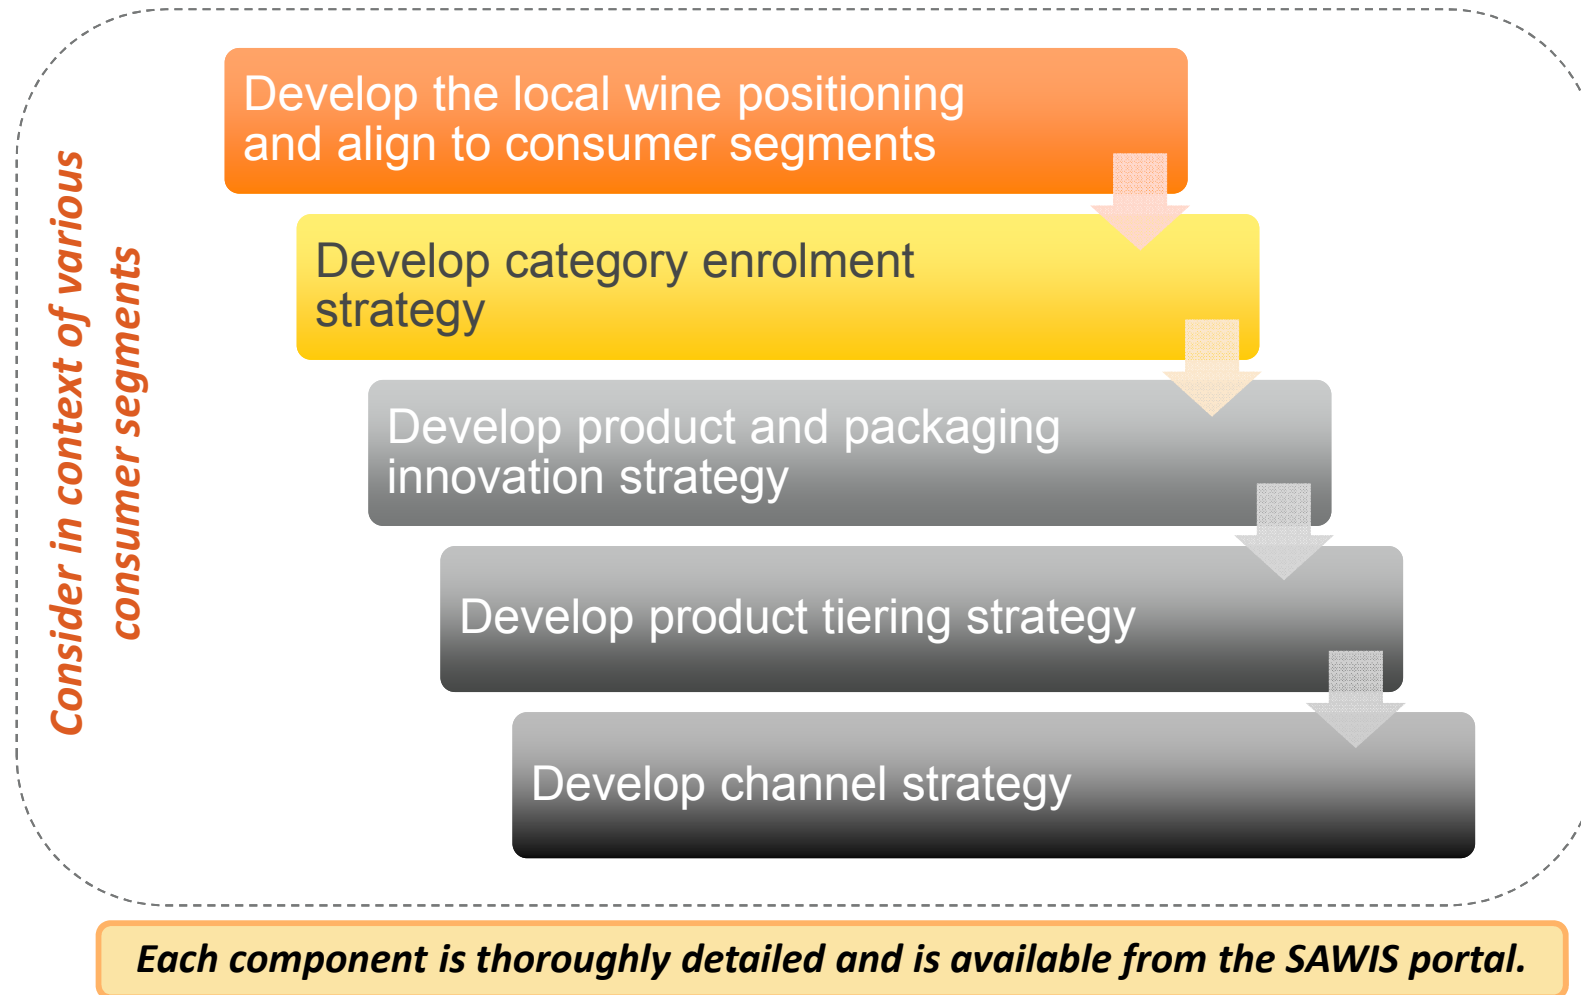 Consider in context of various
consumer segments
Develop the local wine positioning
and align to consumer segments
Develop category enrolment
strategy
Develop product and packaging
innovation strategy
Develop product tiering strategy
Develop channel strategy
Each component is thoroughly detailed and is available from the SAWIS portal.